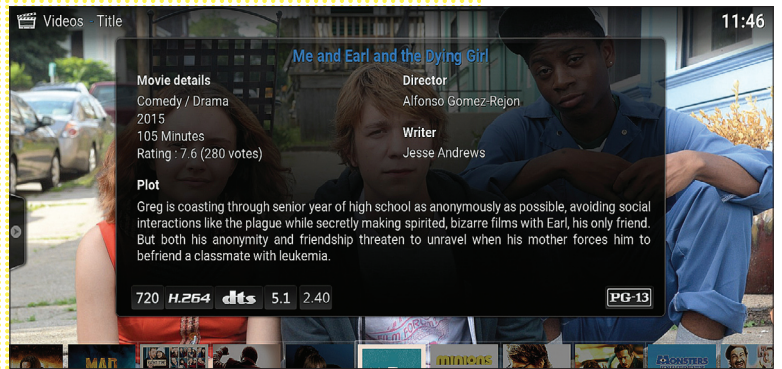 Videos Title
11:46
Me and Earl and the Dying Girl
Movie details
Comedy / Drama
2015
105 Minutes
Rating : 7.6 (280 votes)
Director
Alfonso Gomez-Rejon
Writer
Jesse Andrews
Plot
Greg is coasting through senior year of high school as anonymously as possible, avoiding social
interactions like the plague while secretly making spirited, bizarre films with Earl, his only friend.
But both his anonymity and friendship threaten to unravel when his mother forces him to
befriend a classmate with leukemia.
720 H.264 dts 5.1 2.40
PG-13
MAD
minions
MONSTERS